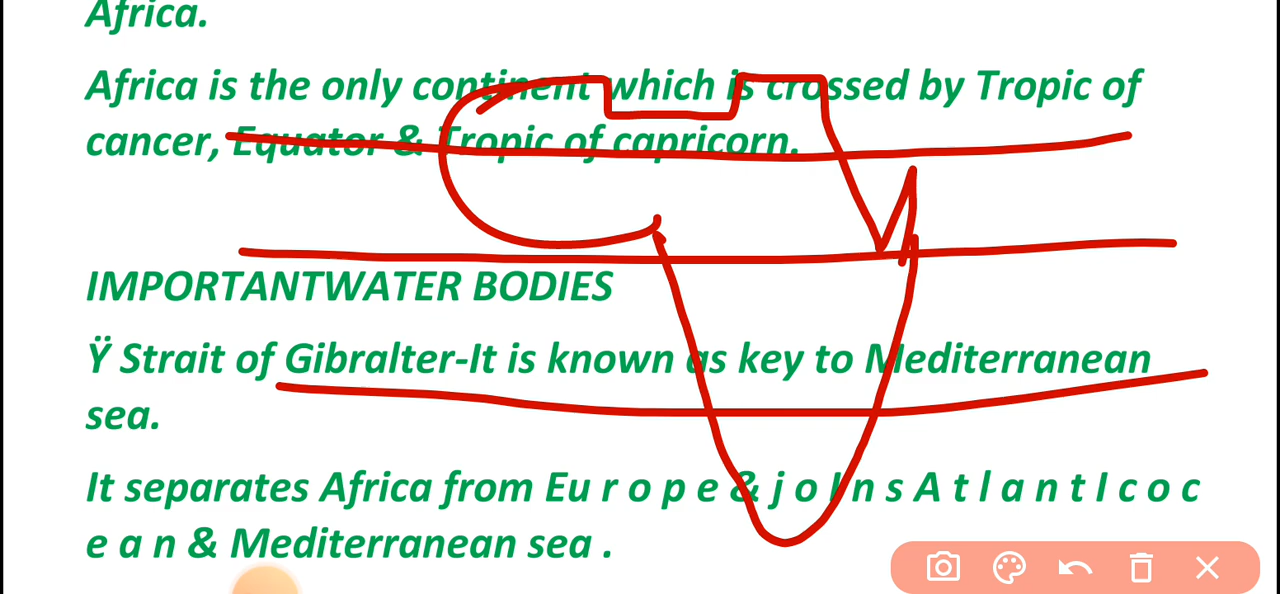 Africa.
Africa is the only continent which is crossed by Tropic of
cancer, Equator & Tropic of capricorn.
IMPORTANTWATER BODIES
Ÿ Strait of Gibralter-It is known as key to Mediterranean
sea.
It separates Africa from Eu r o p e & j o I n s A t l a n t I c o c
e a n & Mediterranean sea .